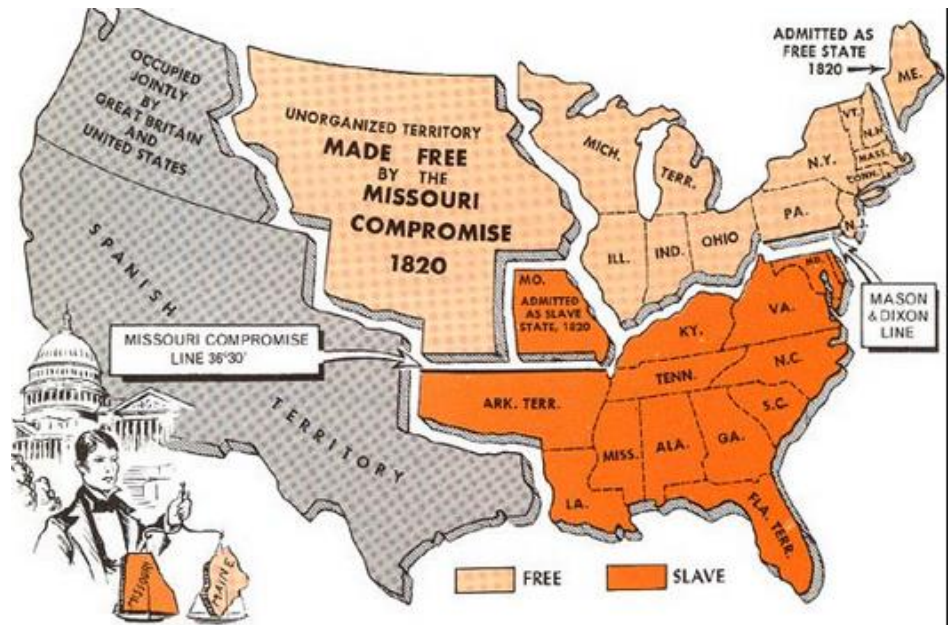 OCCUPIED
JOINTLY
BY
GREAT BRITAIN
AND
UNITED STATES
UNORGANIZED TERRITORY
MADE FREE
BY THE
MISSOURI
COMPROMISE
1820
ADMITTED AS
FREE STATE
1820
ME.
VT.
N.H.
MASS.
CONN.
N.Y.
MICH.
TERR.
PA.
N.J.
ILL.
IND.
OHIO
SPANISH
TERRITORY
MO.
ADMITTED
AS SLAVE
STATE, 1820
MD.
MASON
& DIXON
LINE
MISSOURI COMPROMISE
LINE 36°30'
KY.
VA.
TENN.
N.C.
S.C.
ARK. TERR.
MISS.
ALA.
GA.
LA.
FLA. TERR.
MISSOURI
MAINE
FREE
SLAVE